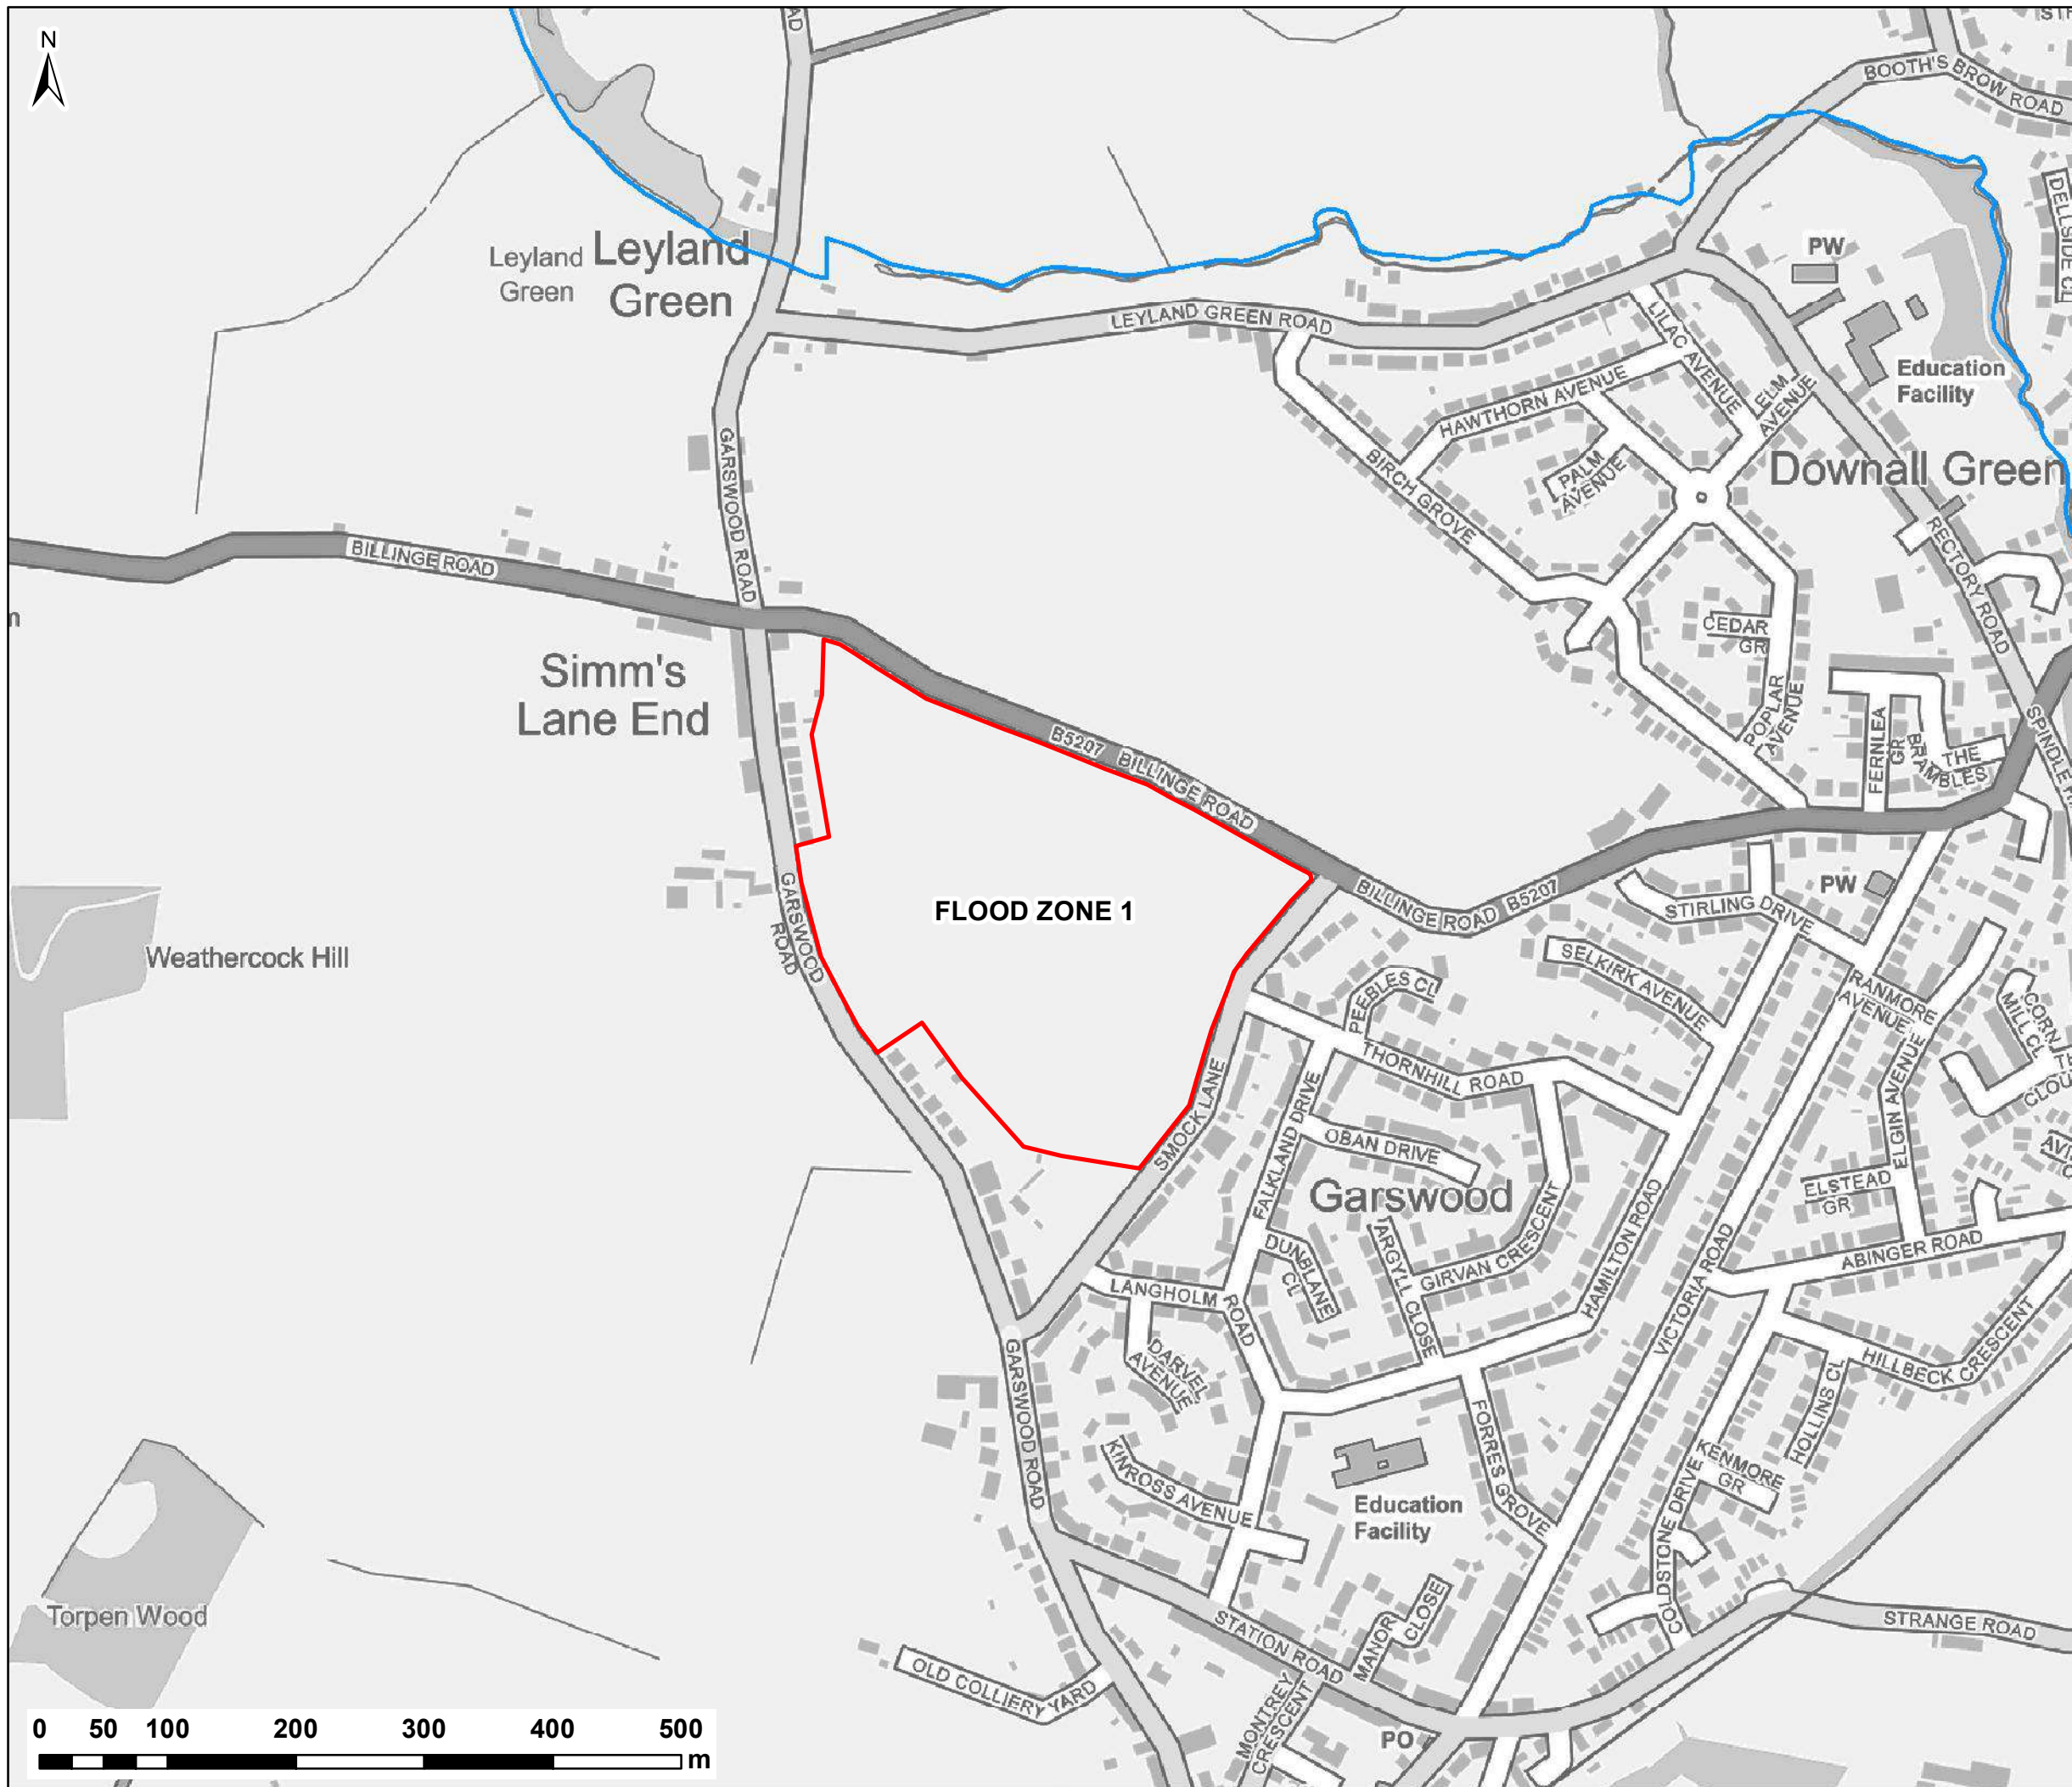 N
BOOTH'S BROW ROAD
DELLSIDE CL
Leyland
Green
Leyland
Green
PW
LEYLAND GREEN ROAD
LILAC AVENUE
ELM
AVENUE
Education
Facility
HAWTHORN AVENUE
PALM
AVENUE
BIRCH GROVE
Downall Green
GARSWOOD ROAD
BILLINGE ROAD
RECTORY ROAD
CEDAR
GR
POPLAR
AVENUE
FERNLEA
GR
THE
BRAMBLES
Simm's
Lane End
B5207 BILLINGE ROAD
BILLINGE ROAD B5207
PW
STIRLING DRIVE
GARSWOOD
ROAD
FLOOD ZONE 1
Weathercock Hill
SELKIRK AVENUE
PEEBLES CL
RANMORE
AVENUE
CORN
MILL CL
THORNHILL ROAD
SMOCK LANE
FALKLAND DRIVE
OBAN DRIVE
ELGIN AVENUE
ELSTEAD
GR
Garswood
DUNBLANE
CL
ARGYLL CLOSE
GIRVAN CRESCENT
HAMILTON ROAD
VICTORIA ROAD
ABINGER ROAD
LANGHOLM ROAD
DARVEL
AVENUE
HILLBECK CRESCENT
HOLLINS CL
GARSWOOD ROAD
FORRES GROVE
KENMORE
GR
KINROSS AVENUE
Education
Facility
COLDSTONE DRIVE
Torpen Wood
STATION ROAD
MANOR
CLOSE
STRANGE ROAD
OLD COLLIERY YARD
MONTREY
CRESCENT
PO
0 50 100 200 300 400 500
m